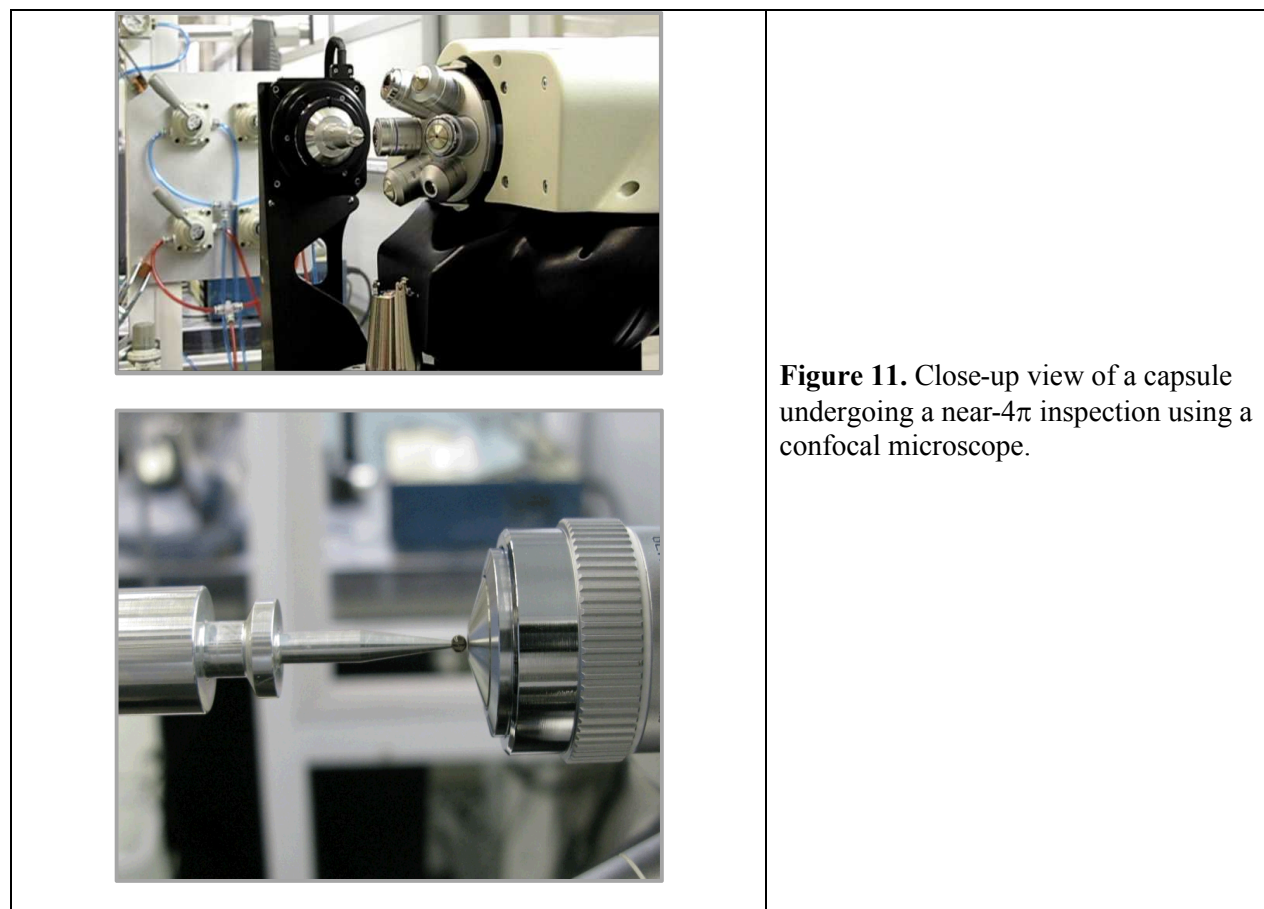 Figure 11. Close-up view of a capsule
undergoing a near-4π inspection using a
confocal microscope.